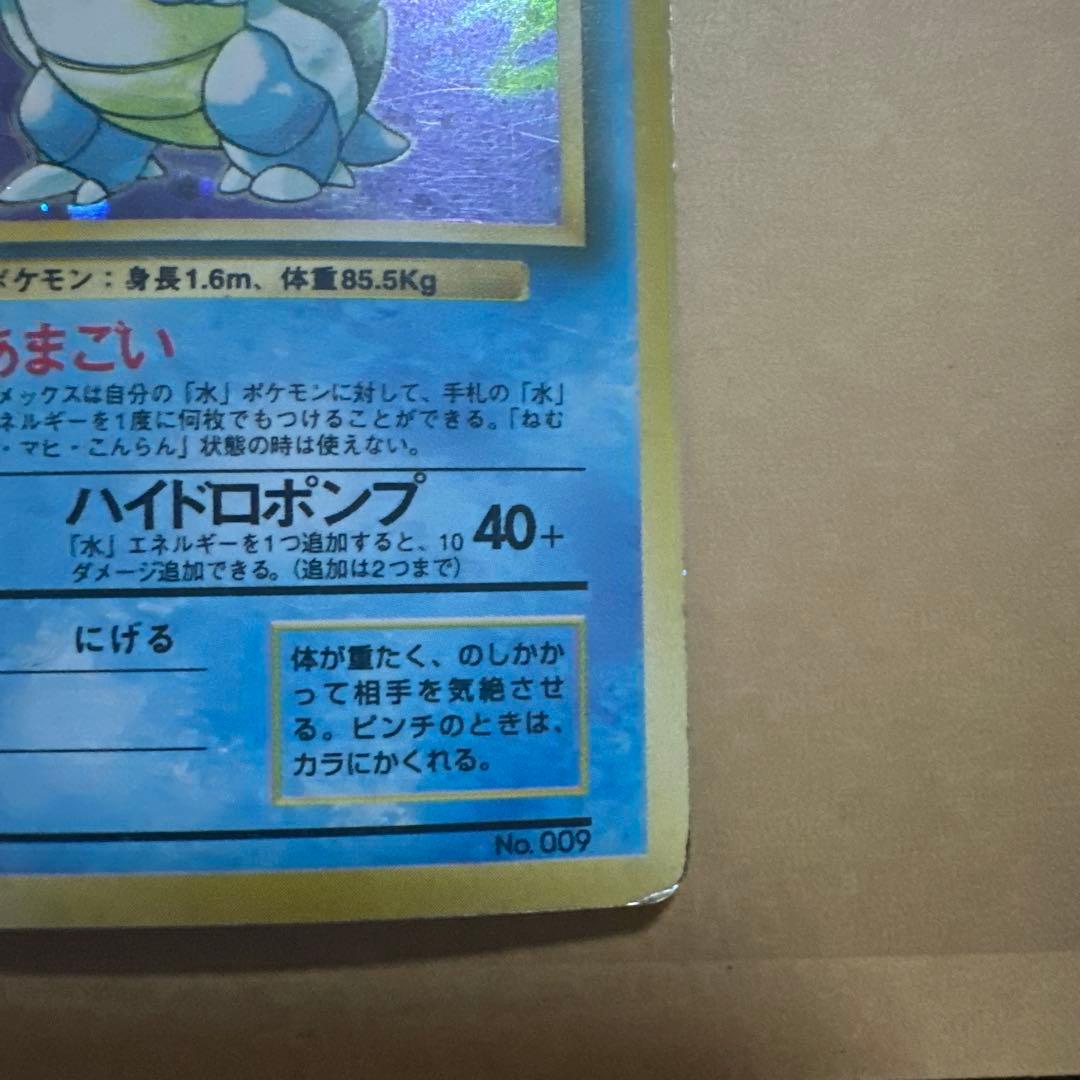 ポケモン：身長1.6m、体重85.5Kg
あまごい
メックスは自分の「水」ポケモンに対して、手札の「水」
ネルギーを1度に何枚でもつけることができる。「ねむ
・マヒ・こんらん」状態の時は使えない。
ハイドロポンプ 40+
「水」エネルギーを1つ追加すると、10
ダメージ追加できる。（追加は2つまで）
にげる
体が重たく、のしかか
って相手を気絶させ
る。ピンチのときは、
カラにかくれる。
No. 009